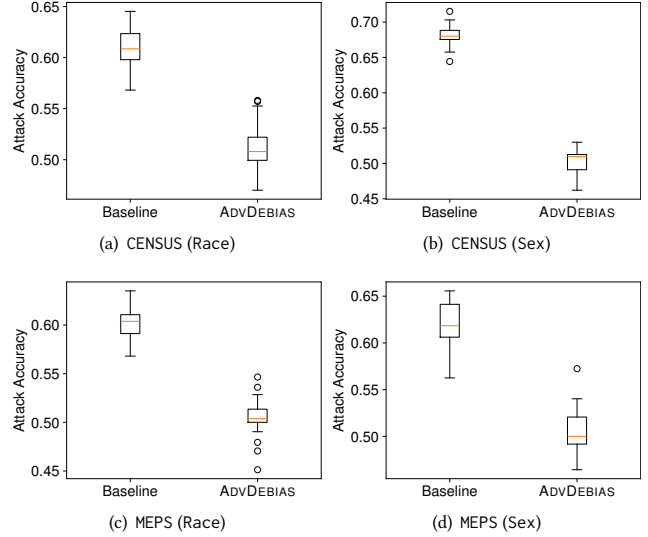 0.65
0.60
0.55
0.50
Attack Accuracy
Baseline
ADVDEBIAS
(a) CENSUS (Race)
0.70
0.65
0.60
0.55
0.50
0.45
Attack Accuracy
Baseline
ADVDEBIAS
(b) CENSUS (Sex)
0.60
0.55
0.50
0.45
Attack Accuracy
Baseline
ADVDEBIAS
(c) MEPS (Race)
0.65
0.60
0.55
0.50
Attack Accuracy
Baseline
ADVDEBIAS
(d) MEPS (Sex)